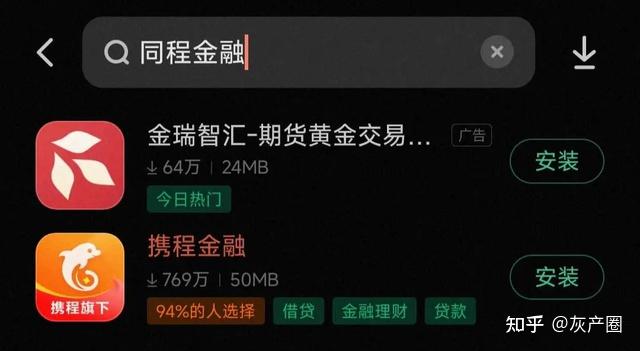 同程金融
金瑞智汇-期货黄金交易... 广告
64万 | 24MB
安装
今日热门
携程金融
769万 | 50MB
安装
携程旗下
94%的人选择 借贷 金融理财 贷款
知乎 @灰产圈